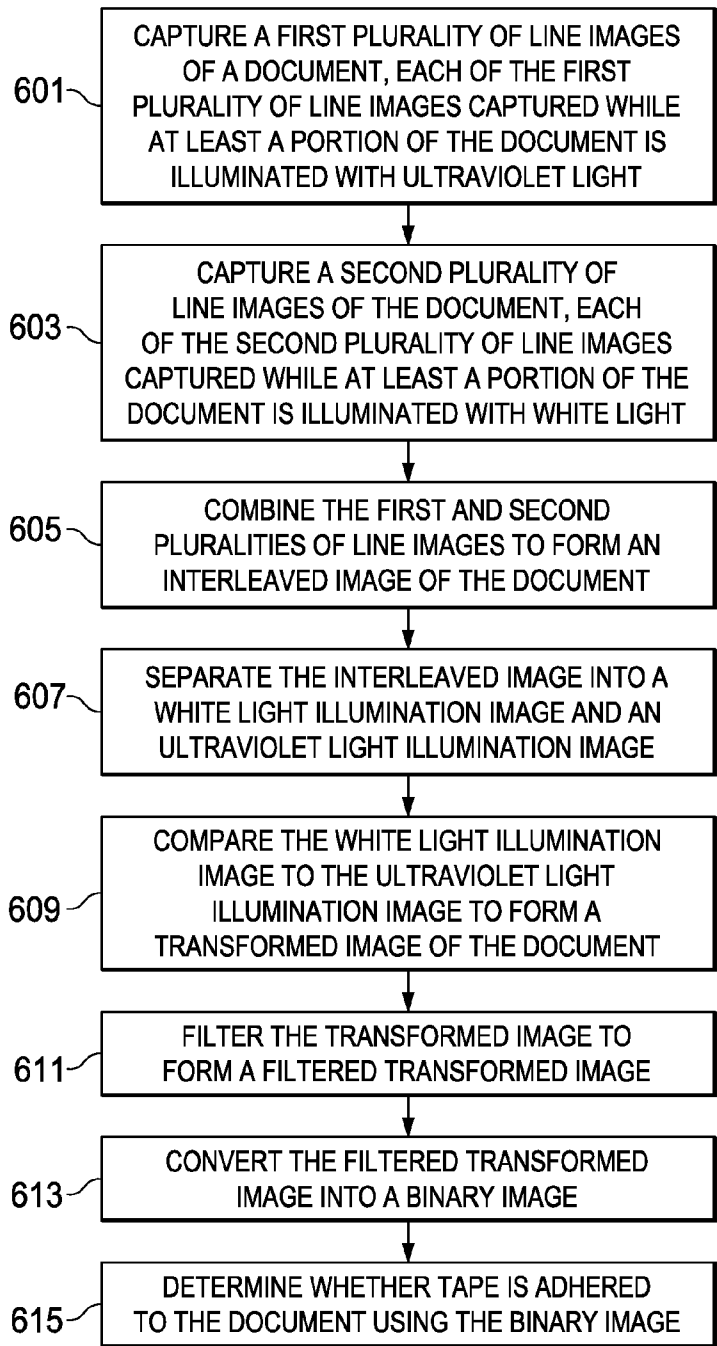 601
CAPTURE A FIRST PLURALITY OF LINE IMAGES
OF A DOCUMENT, EACH OF THE FIRST
PLURALITY OF LINE IMAGES CAPTURED WHILE
AT LEAST A PORTION OF THE DOCUMENT IS
ILLUMINATED WITH ULTRAVIOLET LIGHT
603
CAPTURE A SECOND PLURALITY OF
LINE IMAGES OF THE DOCUMENT, EACH
OF THE SECOND PLURALITY OF LINE IMAGES
CAPTURED WHILE AT LEAST A PORTION OF THE
DOCUMENT IS ILLUMINATED WITH WHITE LIGHT
605
COMBINE THE FIRST AND SECOND
PLURALITIES OF LINE IMAGES TO FORM AN
INTERLEAVED IMAGE OF THE DOCUMENT
607
SEPARATE THE INTERLEAVED IMAGE INTO A
WHITE LIGHT ILLUMINATION IMAGE AND AN
ULTRAVIOLET LIGHT ILLUMINATION IMAGE
609
COMPARE THE WHITE LIGHT ILLUMINATION
IMAGE TO THE ULTRAVIOLET LIGHT
ILLUMINATION IMAGE TO FORM A
TRANSFORMED IMAGE OF THE DOCUMENT
611
FILTER THE TRANSFORMED IMAGE TO
FORM A FILTERED TRANSFORMED IMAGE
613
CONVERT THE FILTERED TRANSFORMED
IMAGE INTO A BINARY IMAGE
615
DETERMINE WHETHER TAPE IS ADHERED
TO THE DOCUMENT USING THE BINARY IMAGE